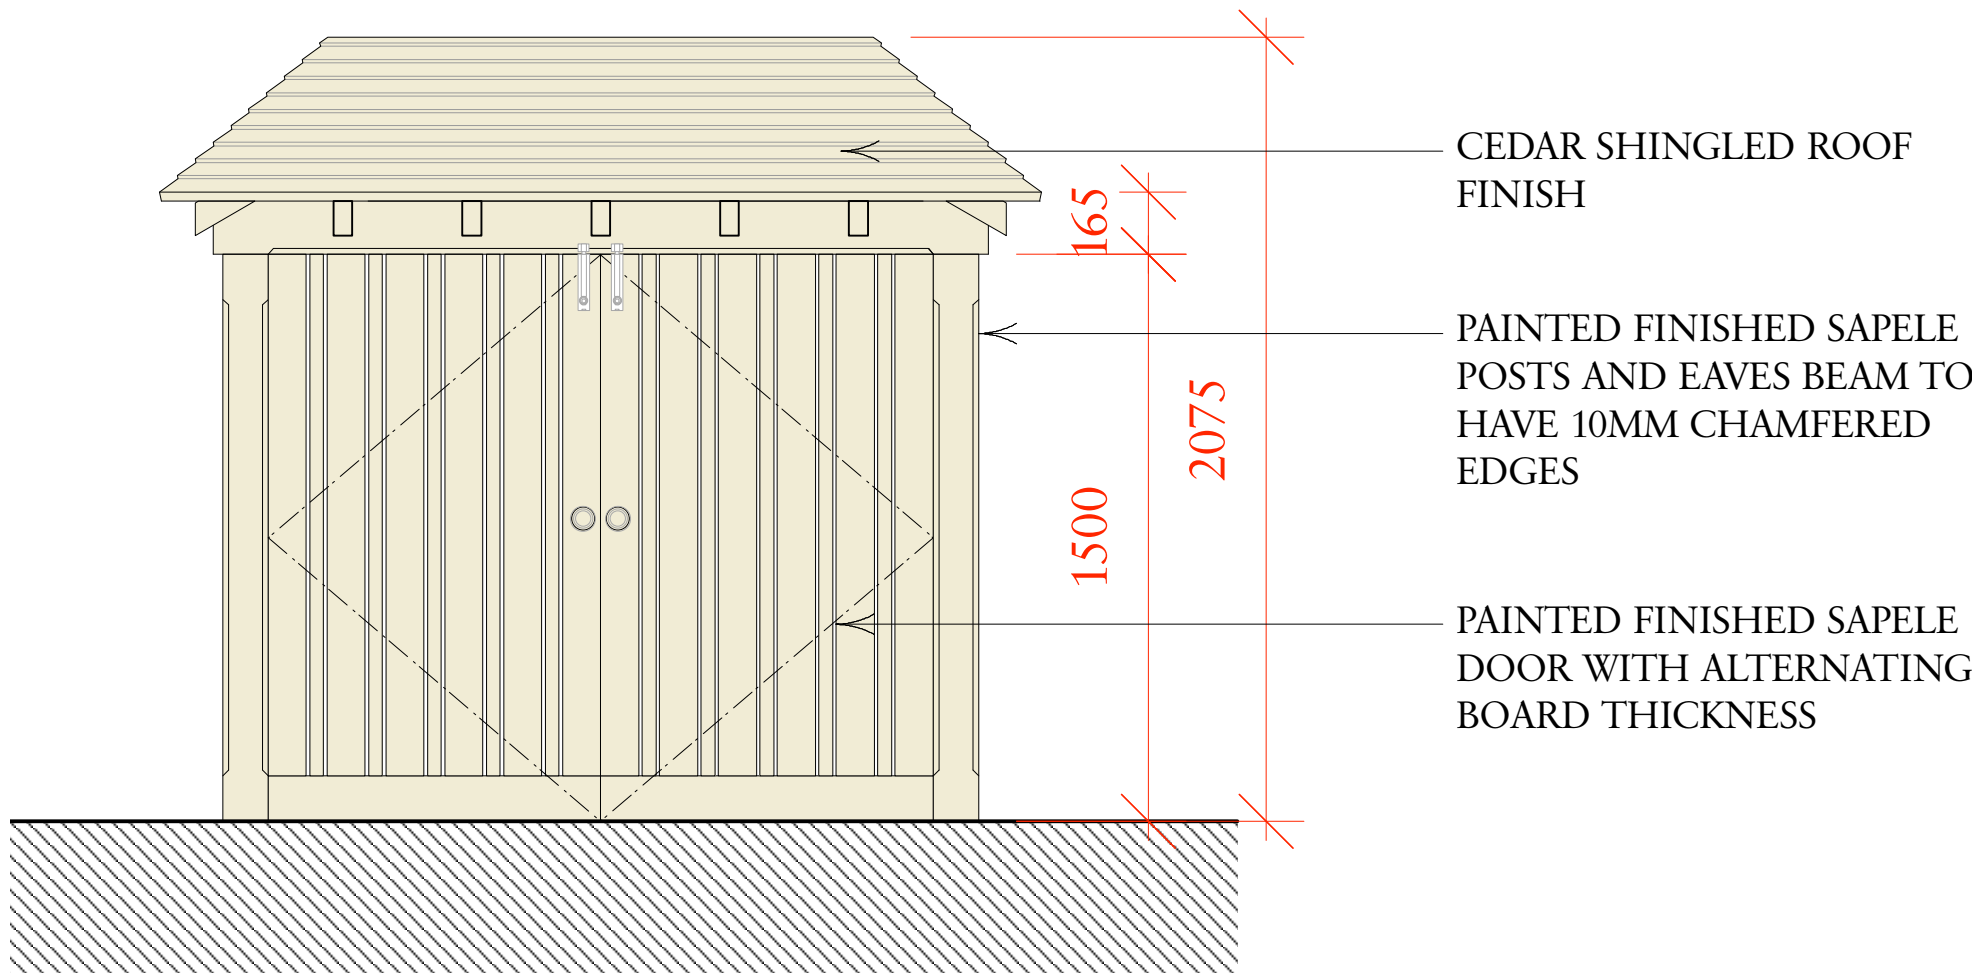 CEDAR SHINGLED ROOF
FINISH
165
PAINTED FINISHED SAPELE
POSTS AND EAVES BEAM TO
HAVE 10MM CHAMFERED
EDGES
2075
1500
PAINTED FINISHED SAPELE
DOOR WITH ALTERNATING
BOARD THICKNESS